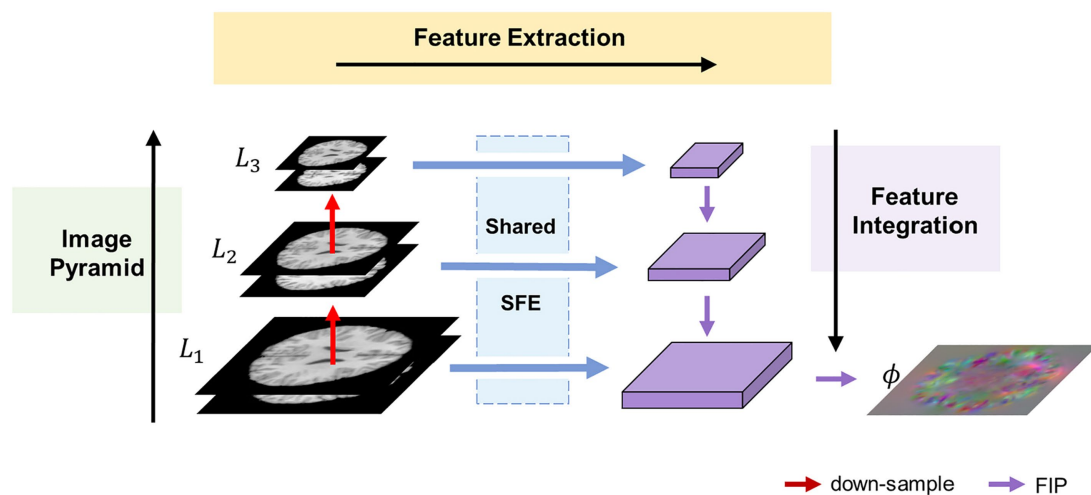 Feature Extraction
L₃
Shared
Feature
Integration
Image
Pyramid
L₂
SFE
L₁
ϕ
down-sample
FIP